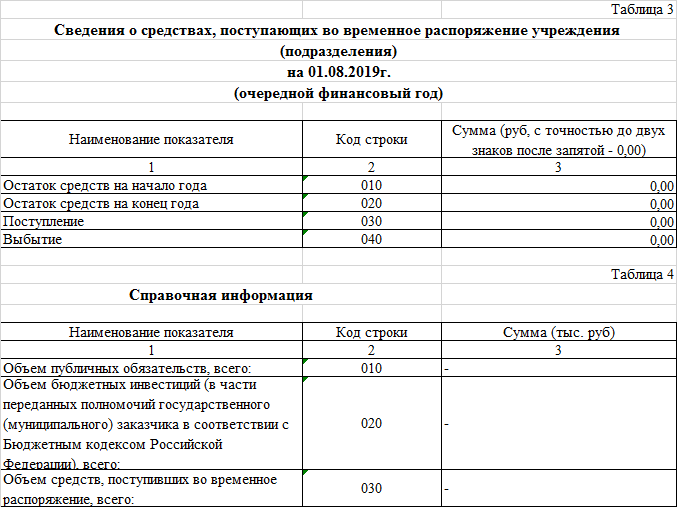 Таблица 3
Сведения о средствах, поступающих во временное распоряжение учреждения
(подразделения)
на 01.08.2019г.
(очередной финансовый год)
Наименование показателя Код строки Сумма (руб, с точностью до двух
знаков после запятой - 0,00)
1 2 3
Остаток средств на начало года 010 0,00
Остаток средств на конец года 020 0,00
Поступление 030 0,00
Выбытие 040 0,00
Таблица 4
Справочная информация
Наименование показателя Код строки Сумма (тыс. руб)
1 2 3
Объем публичных обязательств, всего: 010 -
Объем бюджетных инвестиций (в части
переданных полномочий государственного
(муниципального) заказчика в соответствии с
Бюджетным кодексом Российской
Федерации), всего:
020 -
Объем средств, поступивших во временное
распоряжение, всего:
030 -